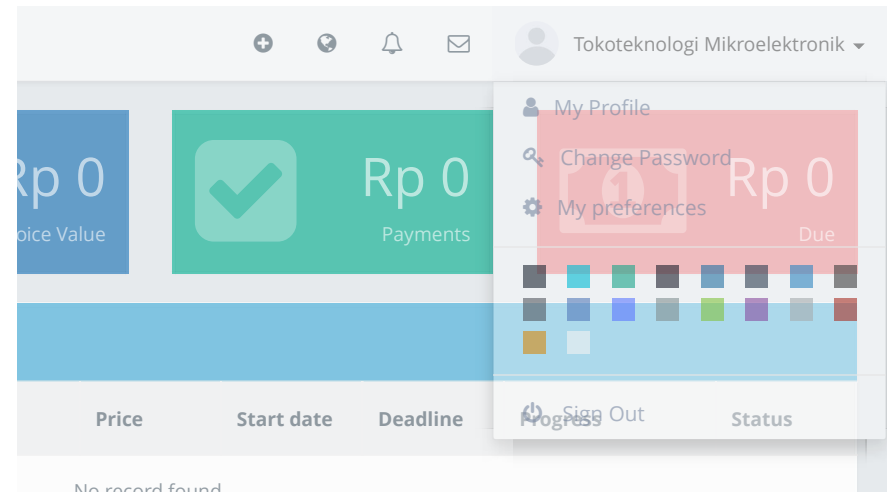 Tokoteknologi Mikroelektronik
My Profile
Change Password
My preferences
Rp 0
oice Value
Rp 0
Payments
Rp 0
Due
Sign Out
Price Start date Deadline Progress Status
No record found